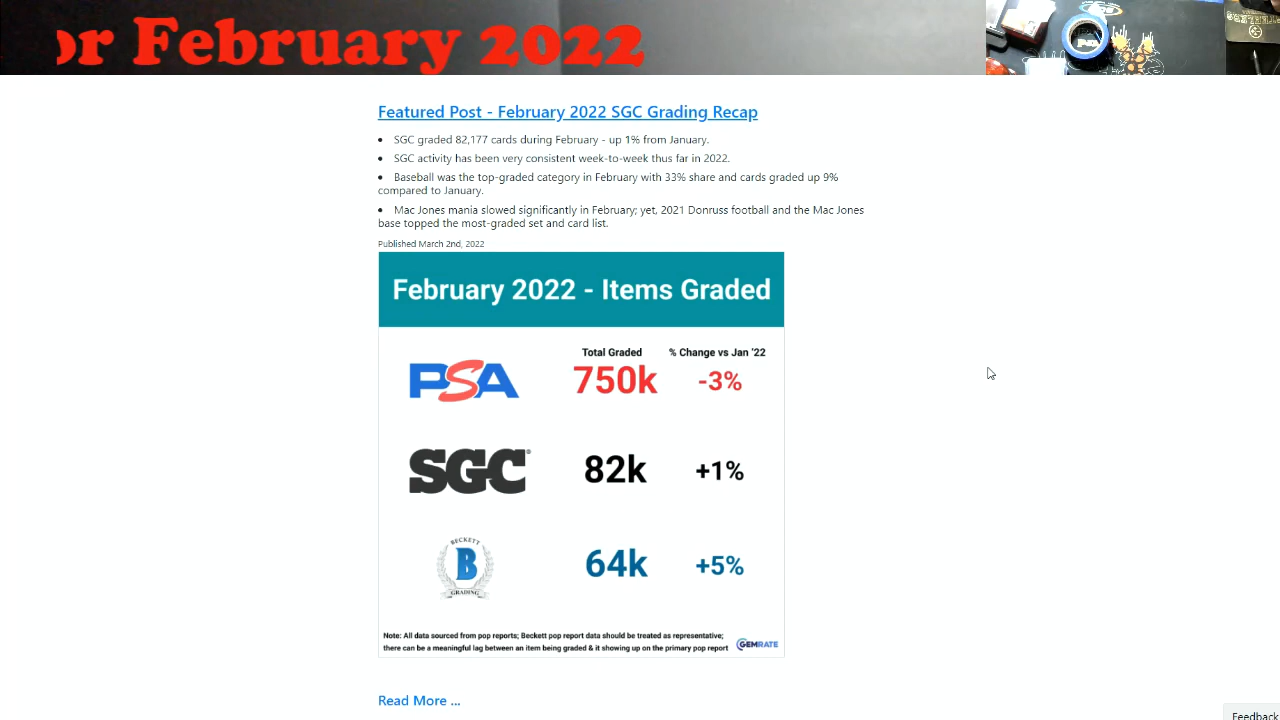 or February 2022
Featured Post - February 2022 SGC Grading Recap
• SGC graded 82,177 cards during February - up 1% from January.
• SGC activity has been very consistent week-to-week thus far in 2022.
• Baseball was the top-graded category in February with 33% share and cards graded up 9%
compared to January.
• Mac Jones mania slowed significantly in February; yet, 2021 Donruss football and the Mac Jones
base topped the most-graded set and card list.
Published March 2nd, 2022
February 2022 - Items Graded
Total Graded % Change vs Jan '22
PSA 750k -3%
SGC 82k +1%
BECKETT
B
GRADING
64k +5%
Note: All data sourced from pop reports; Beckett pop report data should be treated as representative;
there can be a meaningful lag between an item being graded & it showing up on the primary pop report
GEMRATE
Read More ...
Feedback